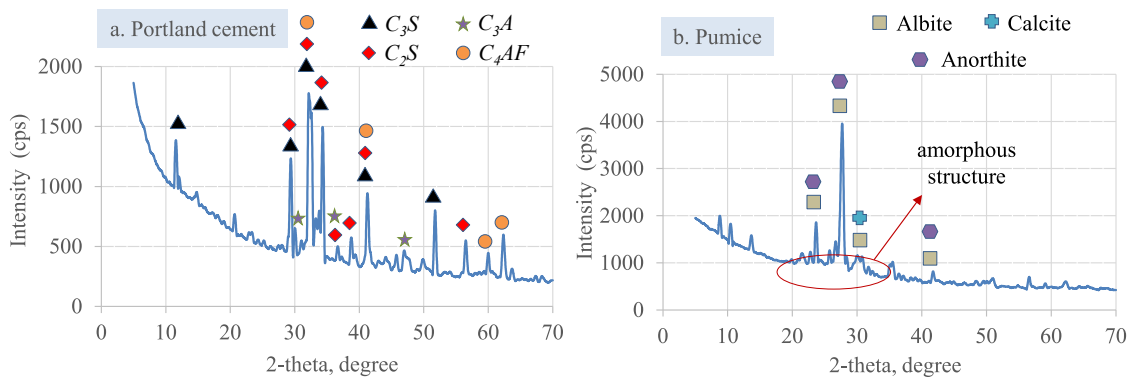 a. Portland cement
C₃S
C₃A
C₂S
C₄AF
2000
1500
1000
500
0
Intensity (cps)
0
10
20
30
40
50
60
70
2-theta, degree
b. Pumice
Albite
Calcite
Anorthite
5000
4000
3000
2000
1000
0
Intensity (cps)
amorphous
structure
0
10
20
30
40
50
60
70
2-theta, degree